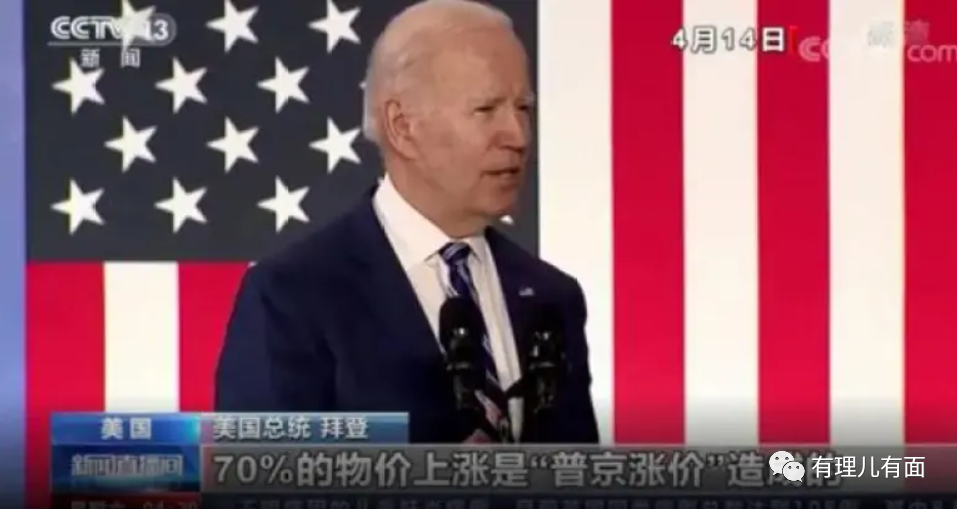 CCTV 13
新闻
4月14日
CCTV.com
高清
美国
美国总统 拜登
新闻直播间
70%的物价上涨是“普京涨价”造成的
有理儿有面